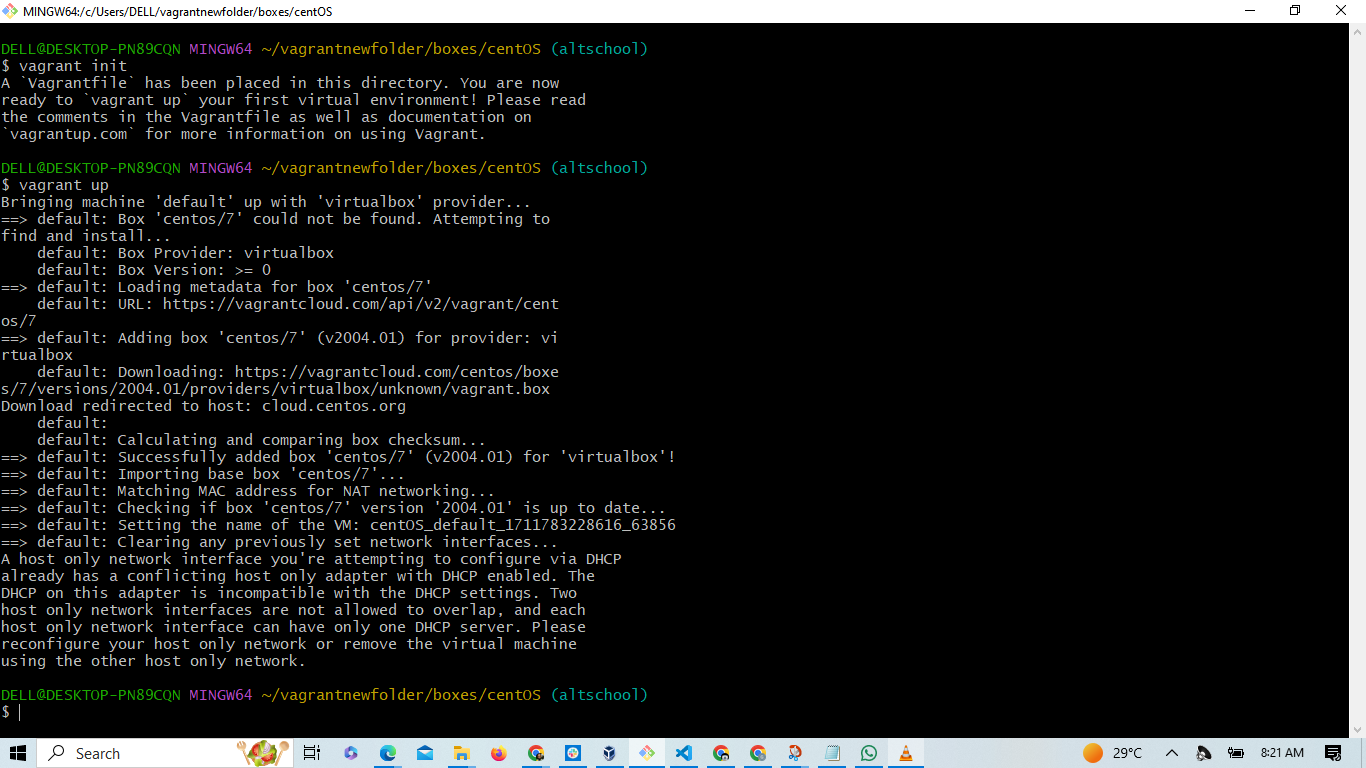 MINGW64:/c/Users/DELL/vagrantnewfolder/boxes/centOS
DELL@DESKTOP-PN89CQN MINGW64 ~/vagrantnewfolder/boxes/centOS (altschool)
$ vagrant init
A `Vagrantfile` has been placed in this directory. You are now
ready to `vagrant up` your first virtual environment! Please read
the comments in the Vagrantfile as well as documentation on
`vagrantup.com` for more information on using Vagrant.
DELL@DESKTOP-PN89CQN MINGW64 ~/vagrantnewfolder/boxes/centOS (altschool)
$ vagrant up
Bringing machine 'default' up with 'virtualbox' provider...
==> default: Box 'centos/7' could not be found. Attempting to
find and install...
    default: Box Provider: virtualbox
    default: Box Version: >= 0
==> default: Loading metadata for box 'centos/7'
    default: URL: https://vagrantcloud.com/api/v2/vagrant/cent
os/7
==> default: Adding box 'centos/7' (v2004.01) for provider: vi
rtualbox
    default: Downloading: https://vagrantcloud.com/centos/boxe
s/7/versions/2004.01/providers/virtualbox/unknown/vagrant.box
Download redirected to host: cloud.centos.org
    default:
    default: Calculating and comparing box checksum...
==> default: Successfully added box 'centos/7' (v2004.01) for 'virtualbox'!
==> default: Importing base box 'centos/7'...
==> default: Matching MAC address for NAT networking...
==> default: Checking if box 'centos/7' version '2004.01' is up to date...
==> default: Setting the name of the VM: centOS_default_1711783228616_63856
==> default: Clearing any previously set network interfaces...
A host only network interface you're attempting to configure via DHCP
already has a conflicting host only adapter with DHCP enabled. The
DHCP on this adapter is incompatible with the DHCP settings. Two
host only network interfaces are not allowed to overlap, and each
host only network interface can have only one DHCP server. Please
reconfigure your host only network or remove the virtual machine
using the other host only network.
DELL@DESKTOP-PN89CQN MINGW64 ~/vagrantnewfolder/boxes/centOS (altschool)
$
Search
29°C
8:21 AM